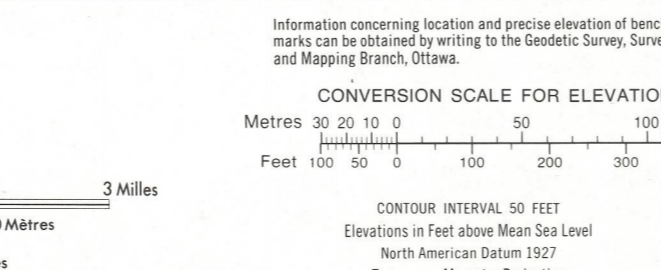 Information concerning location and precise elevation of benc
marks can be obtained by writing to the Geodetic Survey, Surve
and Mapping Branch, Ottawa.
CONVERSION SCALE FOR ELEVATIO
Metres 30 20 10 0 50 100
Feet 100 50 0 100 200 300
3 Milles
Mètres
CONTOUR INTERVAL 50 FEET
Elevations in Feet above Mean Sea Level
North American Datum 1927